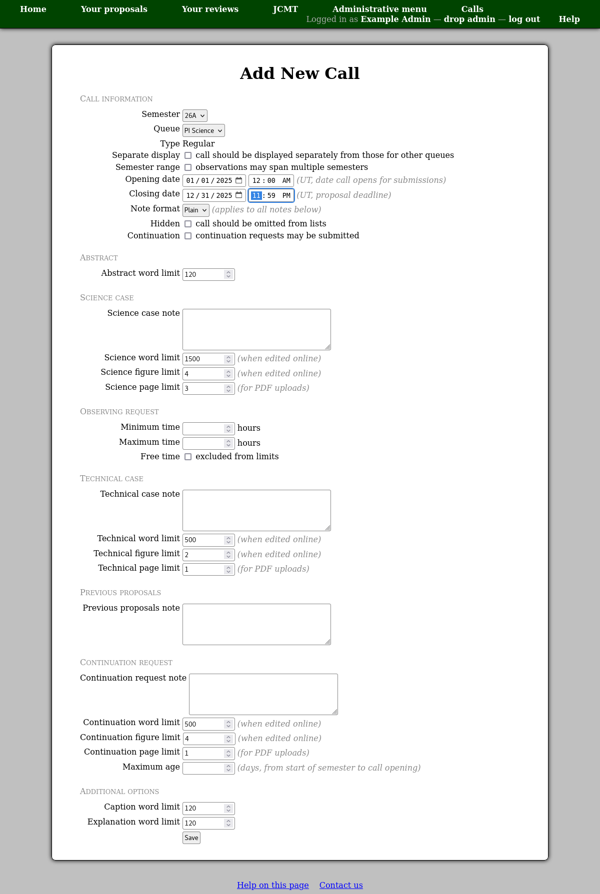 Home Your proposals Your reviews JCMT Administrative menu Calls
Logged in as Example Admin — drop admin — log out Help
Add New Call
Call information
Semester 26A
Queue PI Science
Type Regular
Separate display call should be displayed separately from those for other queues
Semester range observations may span multiple semesters
Opening date 01/01/2025 12:00 AM (UT, date call opens for submissions)
Closing date 12/31/2025 11:59 PM (UT, proposal deadline)
Note format Plain (applies to all notes below)
Hidden call should be omitted from lists
Continuation continuation requests may be submitted
Abstract
Abstract word limit 120
Science case
Science case note
Science word limit 1500 (when edited online)
Science figure limit 4 (when edited online)
Science page limit 3 (for PDF uploads)
Observing request
Minimum time hours
Maximum time hours
Free time excluded from limits
Technical case
Technical case note
Technical word limit 500 (when edited online)
Technical figure limit 2 (when edited online)
Technical page limit 1 (for PDF uploads)
Previous proposals
Previous proposals note
Continuation request
Continuation request note
Continuation word limit 500 (when edited online)
Continuation figure limit 4 (when edited online)
Continuation page limit 1 (for PDF uploads)
Maximum age (days, from start of semester to call opening)
Additional options
Caption word limit 120
Explanation word limit 120
Save
Help on this page Contact us